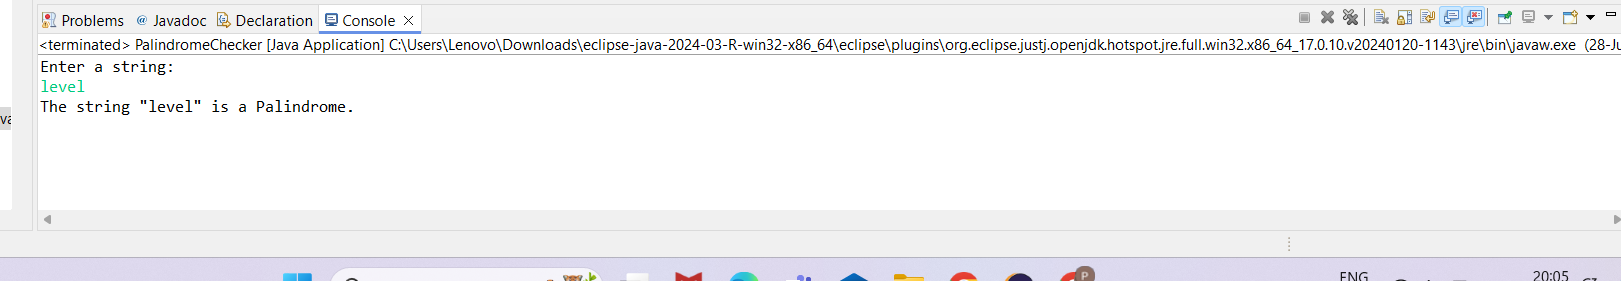 Problems @ Javadoc Declaration Console
<terminated> PalindromeChecker [Java Application] C:\Users\Lenovo\Downloads\eclipse-java-2024-03-R-win32-x86_64\eclipse\plugins\org.eclipse.justj.openjdk.hotspot.jre.full.win32.x86_64_17.0.10.v20240120-1143\jre\bin\javaw.exe (28-Ju
Enter a string:
level
The string "level" is a Palindrome.
va
P
ENG
20:05